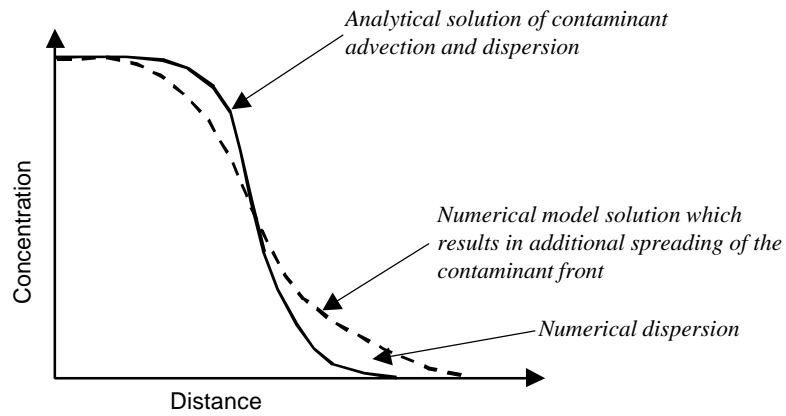 Analytical solution of contaminant
advection and dispersion
Concentration
Numerical model solution which
results in additional spreading of the
contaminant front
Numerical dispersion
Distance